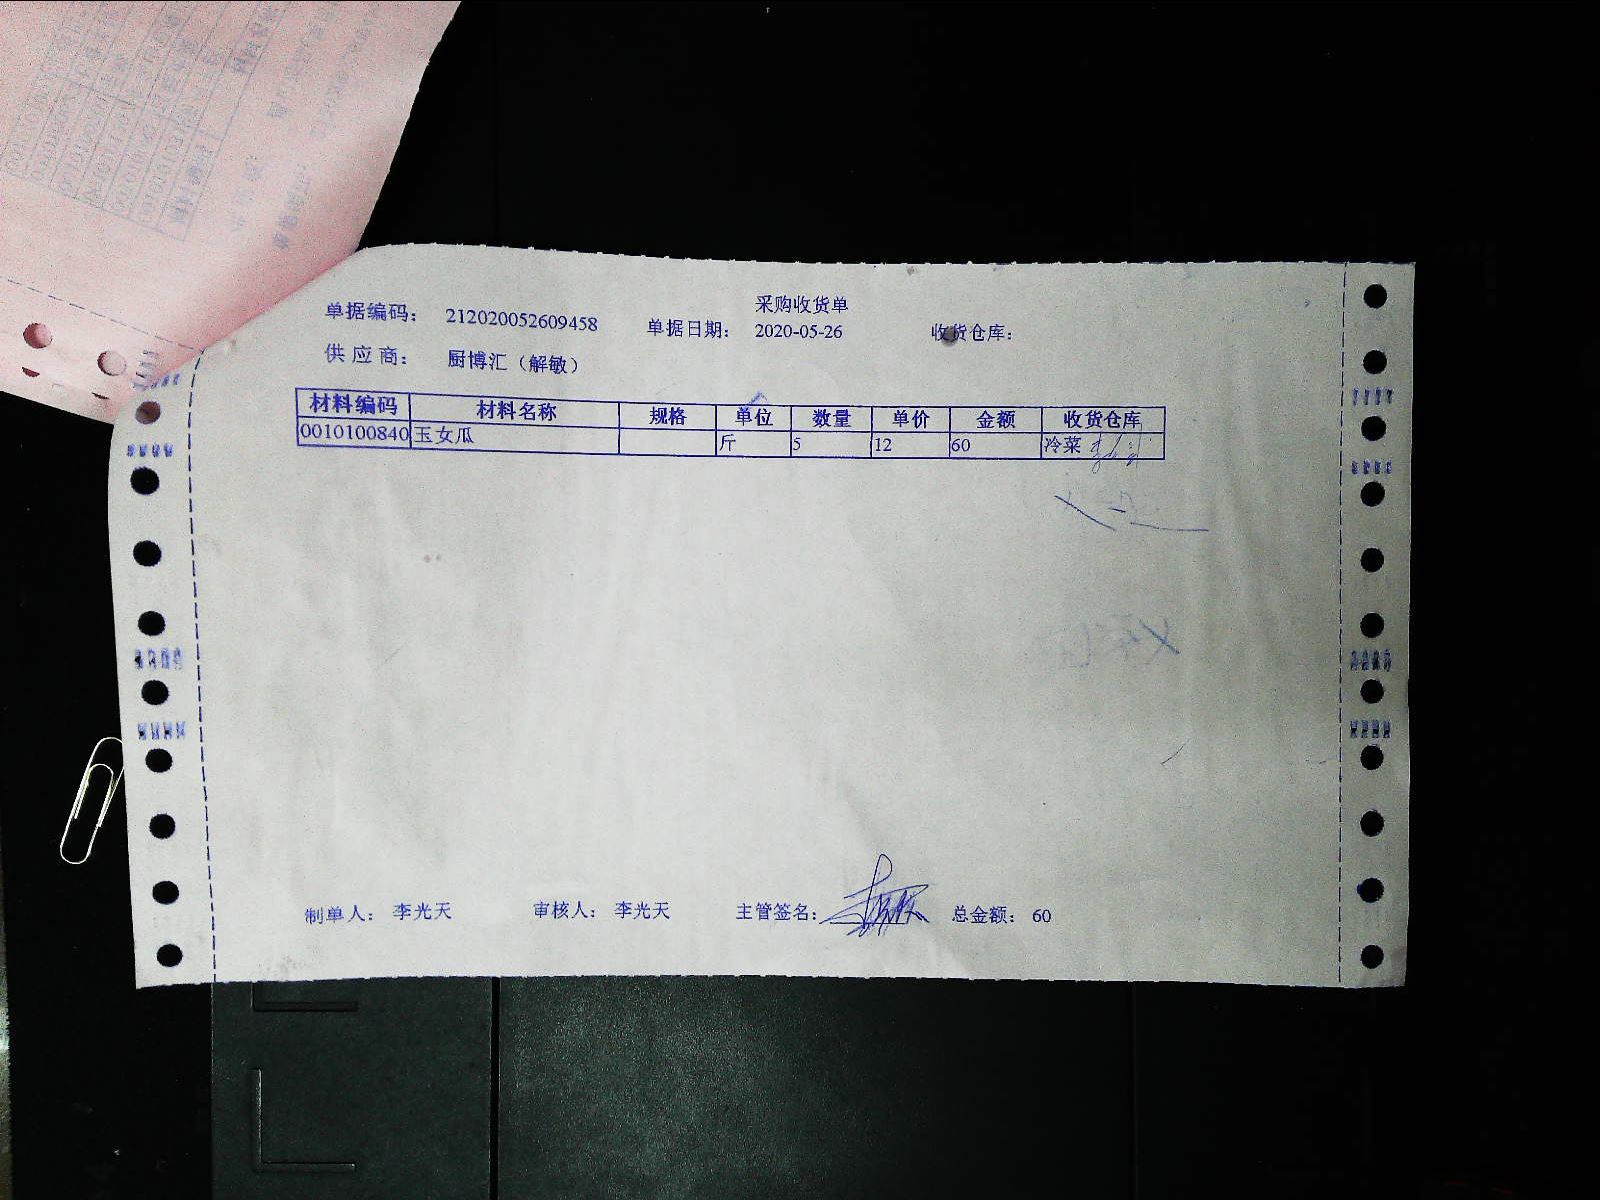 采购收货单
单据编码： 212020052609458 单据日期： 2020-05-26 收货仓库：
供应商： 厨博汇（解敏）
材料编码 材料名称 规格 单位 数量 单价 金额 收货仓库
0010100840 玉女瓜 斤 5 12 60 冷菜
制单人： 李光天 审核人： 李光天 主管签名： 总金额： 60